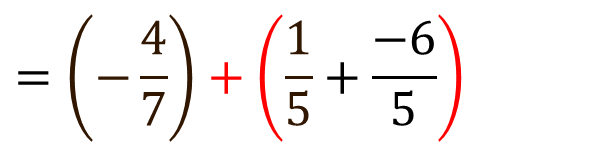 = (− 4/7) + (1/5 + −6/5)